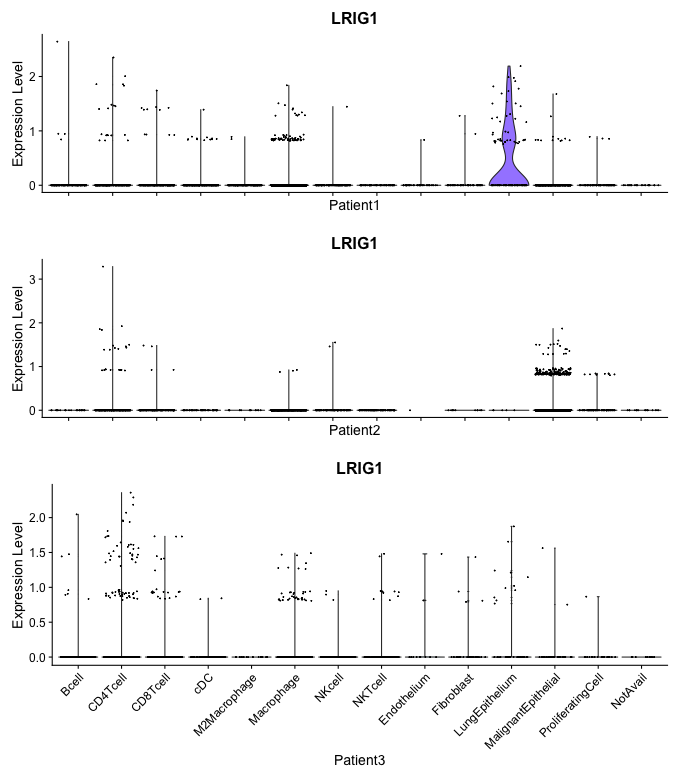 LRIG1
Expression Level
2
1
0
Patient1
LRIG1
Expression Level
3
2
1
0
Patient2
LRIG1
Expression Level
2.0
1.5
1.0
0.5
0.0
Bcell
CD4Tcell
CD8Tcell
cDC
M2Macrophage
Macrophage
NKcell
NKTcell
Endothelium
Fibroblast
LungEpithelium
MalignantEpithelial
ProliferatingCell
NotAvail
Patient3